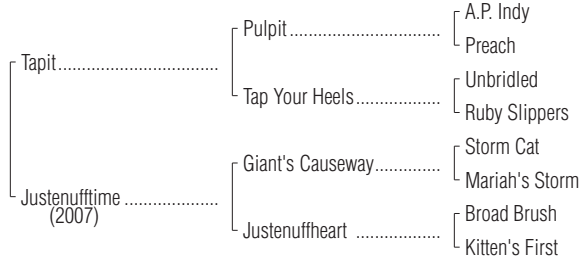 A.P. Indy
Pulpit
Preach
Tapit
Unbridled
Tap Your Heels
Ruby Slippers
Storm Cat
Giant's Causeway
Mariah's Storm
Justenufftime
(2007)
Broad Brush
Justenuffheart
Kitten's First